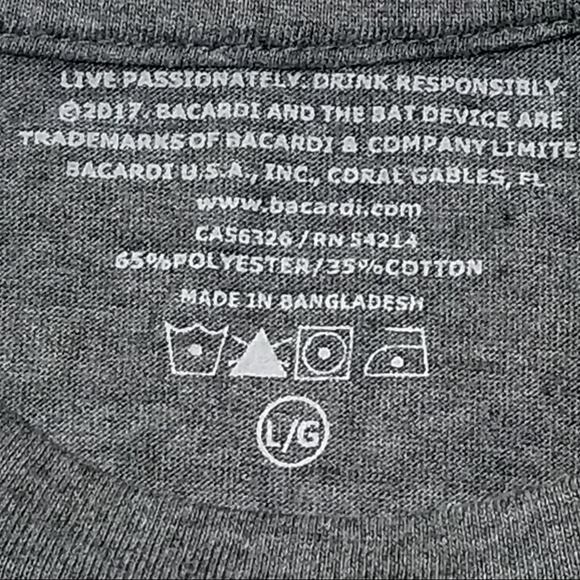 LIVE PASSIONATELY. DRINK RESPONSIBLY.
©2017. BACARDI AND THE BAT DEVICE ARE
TRADEMARKS OF BACARDI & COMPANY LIMITE
BACARDI U.S.A., INC., CORAL GABLES, FL
www.bacardi.com
CA56326 / RN 54214
65%POLYESTER/35%COTTON
MADE IN BANGLADESH
L/G